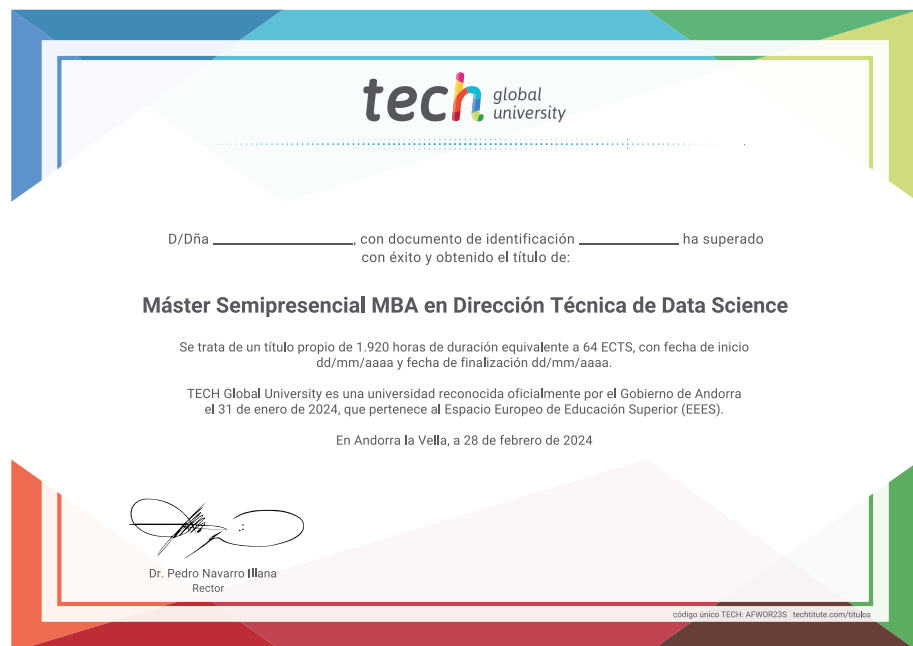 tech global
university
D/Dña ____________________, con documento de identificación ______________ ha superado
con éxito y obtenido el título de:
Máster Semipresencial MBA en Dirección Técnica de Data Science
Se trata de un título propio de 1.920 horas de duración equivalente a 64 ECTS, con fecha de inicio
dd/mm/aaaa y fecha de finalización dd/mm/aaaa.
TECH Global University es una universidad reconocida oficialmente por el Gobierno de Andorra
el 31 de enero de 2024, que pertenece al Espacio Europeo de Educación Superior (EEES).
En Andorra la Vella, a 28 de febrero de 2024
Dr. Pedro Navarro Illana
Rector
código único TECH: AFWOR23S techtitute.com/titulos